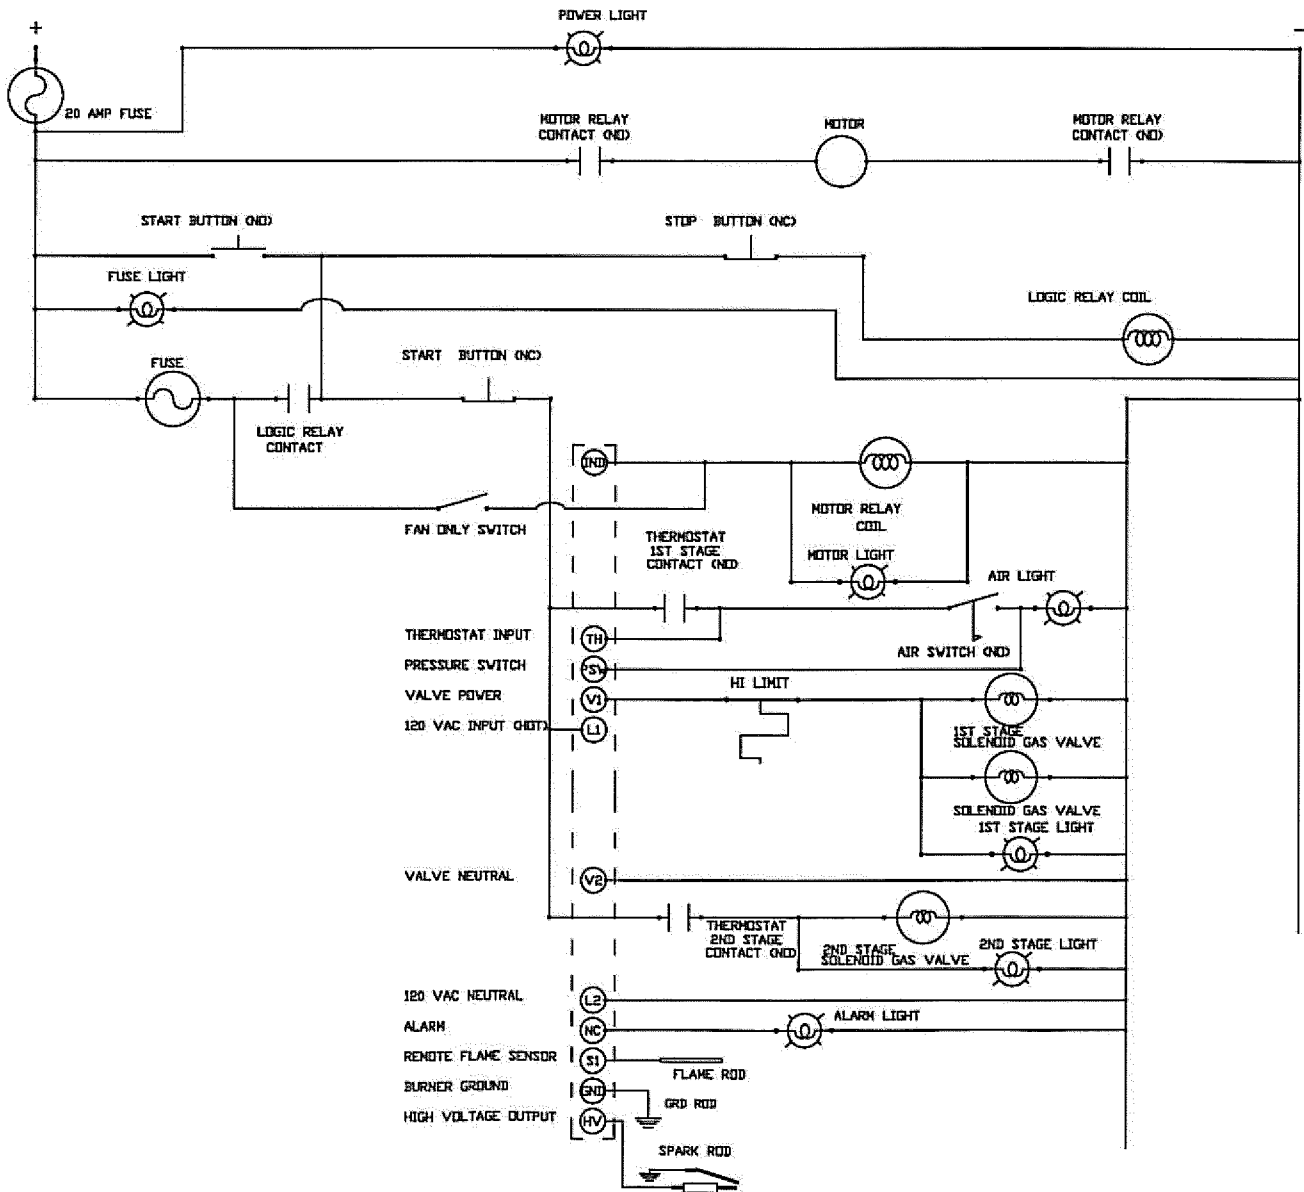 POWER LIGHT
+
-
20 AMP FUSE
MOTOR RELAY
CONTACT (NO)
MOTOR
MOTOR RELAY
CONTACT (NO)
START BUTTON (NO)
STOP BUTTON (NC)
FUSE LIGHT
LOGIC RELAY COIL
FUSE
START BUTTON (NC)
LOGIC RELAY
CONTACT
IND
FAN ONLY SWITCH
MOTOR RELAY
COIL
THERMOSTAT
1ST STAGE
CONTACT (NO)
MOTOR LIGHT
AIR LIGHT
THERMOSTAT INPUT
TH
AIR SWITCH (NO)
PRESSURE SWITCH
PSW
VALVE POWER
V1
HI LIMIT
120 VAC INPUT (HOT)
L1
1ST STAGE
SOLENOID GAS VALVE
SOLENOID GAS VALVE
1ST STAGE LIGHT
VALVE NEUTRAL
V2
THERMOSTAT
2ND STAGE
CONTACT (NO)
2ND STAGE
SOLENOID GAS VALVE
2ND STAGE LIGHT
120 VAC NEUTRAL
L2
ALARM
NC
ALARM LIGHT
REMOTE FLAME SENSOR
S1
FLAME ROD
BURNER GROUND
GND
GRD ROD
HIGH VOLTAGE OUTPUT
HV
SPARK ROD